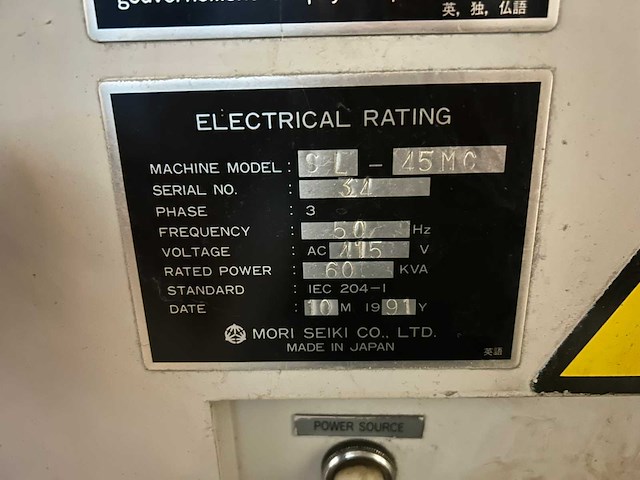 英, 独, 仏語
ELECTRICAL RATING
MACHINE MODEL : SL - 45MC
SERIAL NO. : 34
PHASE : 3
FREQUENCY : 50 Hz
VOLTAGE : AC 415 V
RATED POWER : 60 KVA
STANDARD : IEC 204-1
DATE : 10 M 1991 Y
MORI SEIKI CO., LTD.
MADE IN JAPAN
英語
POWER SOURCE